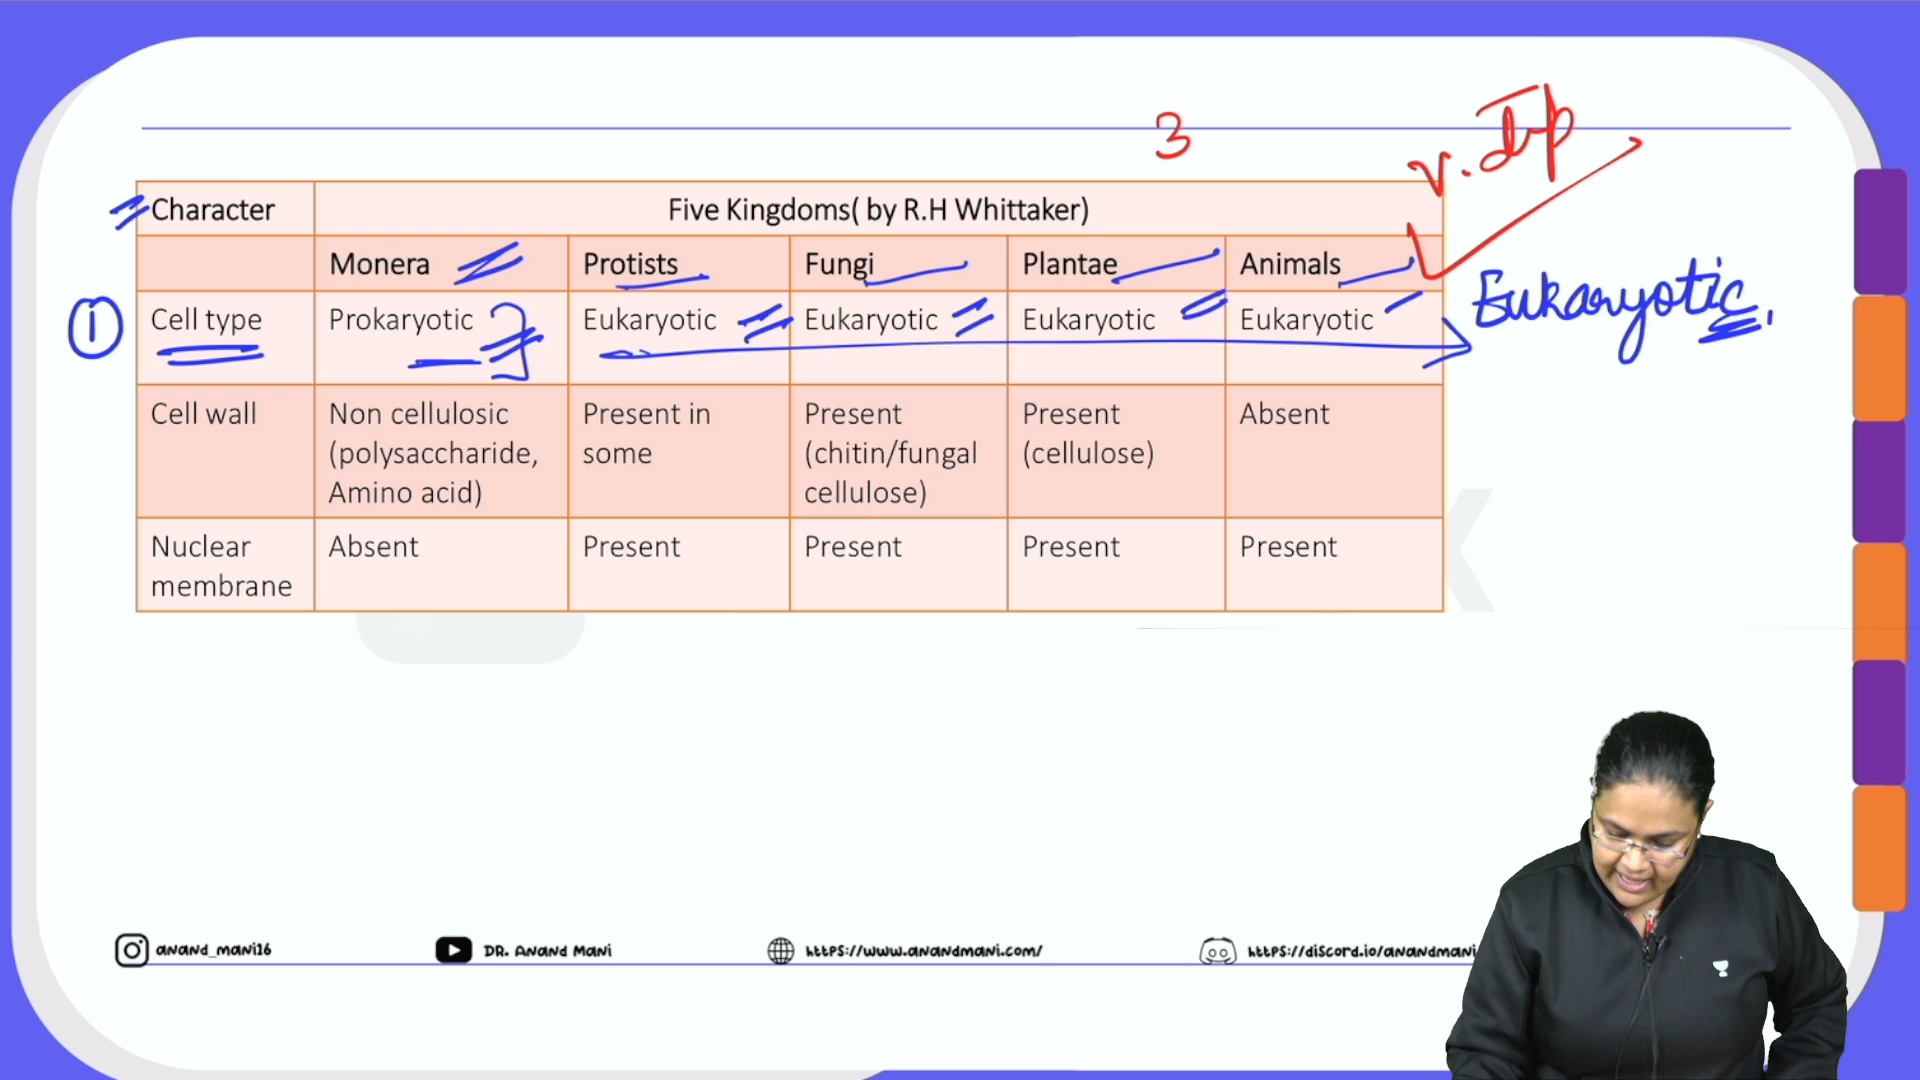 3
v. Imp
Character Five Kingdoms( by R.H Whittaker)
Monera Protists Fungi Plantae Animals
① Cell type Prokaryotic Eukaryotic Eukaryotic Eukaryotic Eukaryotic Eukaryotic.
Cell wall Non cellulosic (polysaccharide, Amino acid) Present in some Present (chitin/fungal cellulose) Present (cellulose) Absent
Nuclear membrane Absent Present Present Present Present
anand_mani16 DR. Anand Mani https://www.anandmani.com/ https://discord.io/anandmani